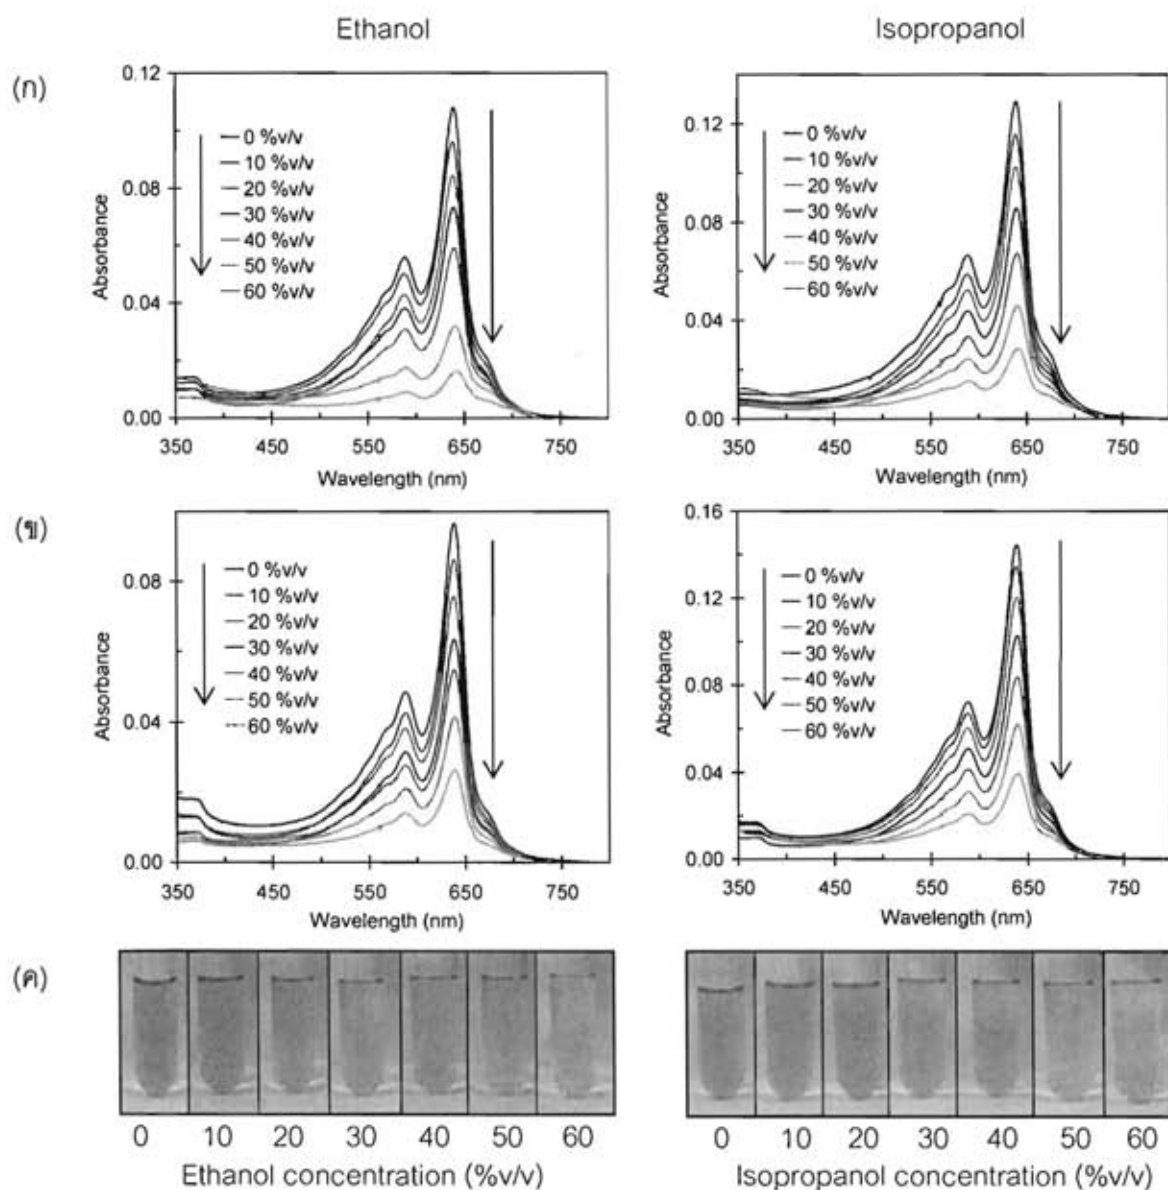 Ethanol
Isopropanol
(ก)
0.12
0.08
0.04
0.00
Absorbance
0 %v/v
10 %v/v
20 %v/v
30 %v/v
40 %v/v
50 %v/v
60 %v/v
350 450 550 650 750
Wavelength (nm)
0.12
0.08
0.04
0.00
Absorbance
0 %v/v
10 %v/v
20 %v/v
30 %v/v
40 %v/v
50 %v/v
60 %v/v
350 450 550 650 750
Wavelength (nm)
(ข)
0.08
0.04
0.00
Absorbance
0 %v/v
10 %v/v
20 %v/v
30 %v/v
40 %v/v
50 %v/v
60 %v/v
350 450 550 650 750
Wavelength (nm)
0.16
0.12
0.08
0.04
0.00
Absorbance
0 %v/v
10 %v/v
20 %v/v
30 %v/v
40 %v/v
50 %v/v
60 %v/v
350 450 550 650 750
Wavelength (nm)
(ค)
0 10 20 30 40 50 60
Ethanol concentration (%v/v)
0 10 20 30 40 50 60
Isopropanol concentration (%v/v)